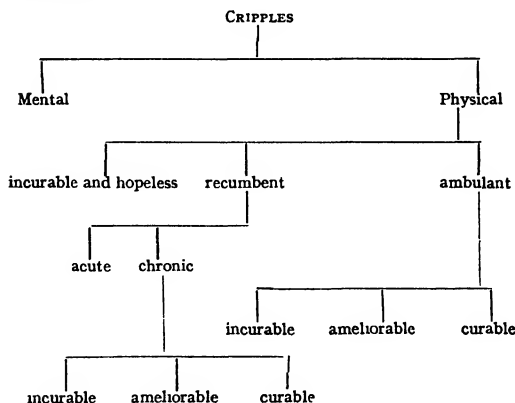 CRIPPLES
Mental Physical
incurable and hopeless recumbent ambulant
acute chronic
incurable ameliorable curable
incurable ameliorable curable